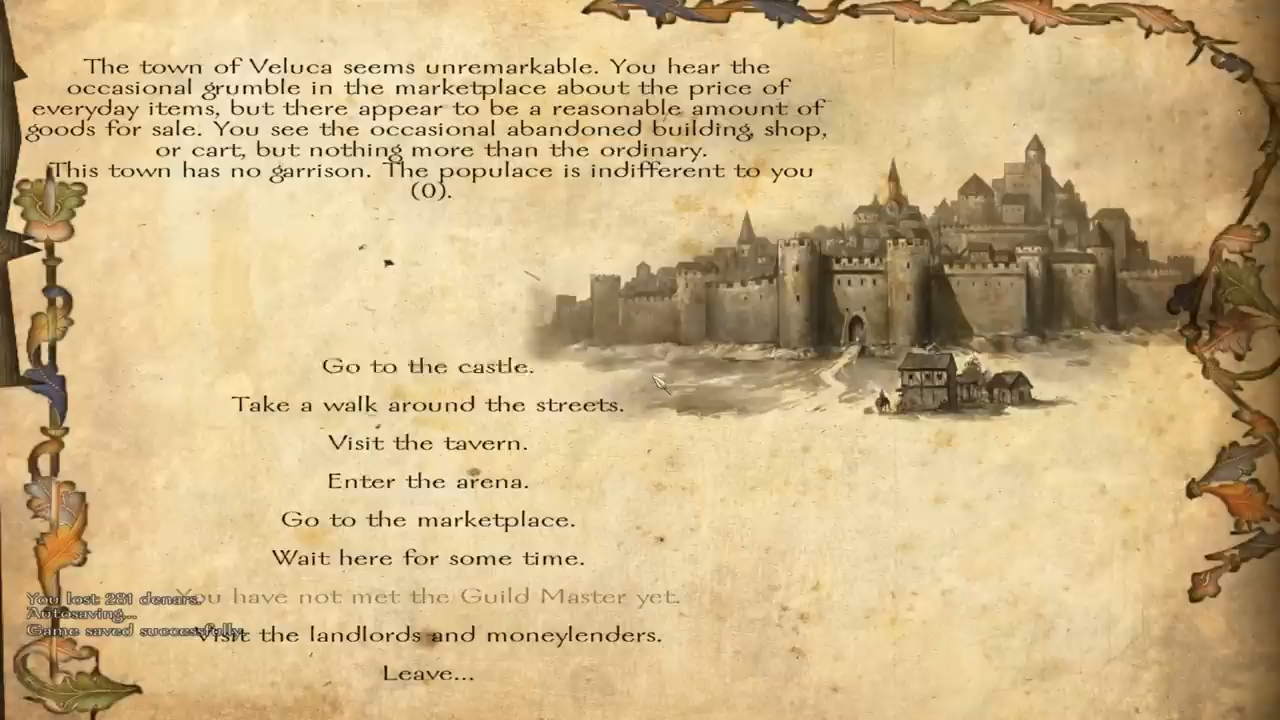 The town of Veluca seems unremarkable. You hear the
occasional grumble in the marketplace about the price of
everyday items, but there appear to be a reasonable amount of
goods for sale. You see the occasional abandoned building, shop,
or cart, but nothing more than the ordinary.
This town has no garrison. The populace is indifferent to you
(0).
Go to the castle.
Take a walk around the streets.
Visit the tavern.
Enter the arena.
Go to the marketplace.
Wait here for some time.
You have not met the Guild Master yet.
You lost 281 denars.
Autosaving...
Game saved successfully.
Visit the landlords and moneylenders.
Leave...